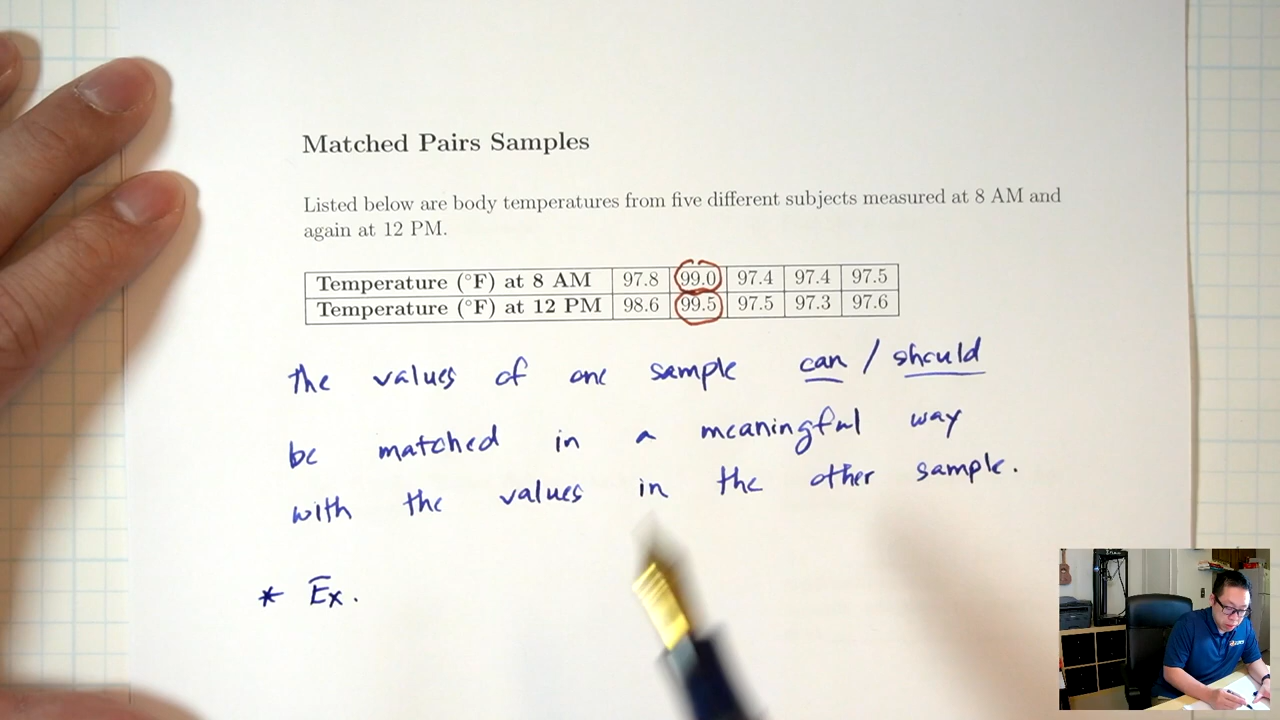 Matched Pairs Samples
Listed below are body temperatures from five different subjects measured at 8 AM and
again at 12 PM.
Temperature (°F) at 8 AM 97.8 99.0 97.4 97.4 97.5
Temperature (°F) at 12 PM 98.6 99.5 97.5 97.3 97.6
the values of one sample can / should
be matched in a meaningful way
with the values in the other sample.
* Ex.